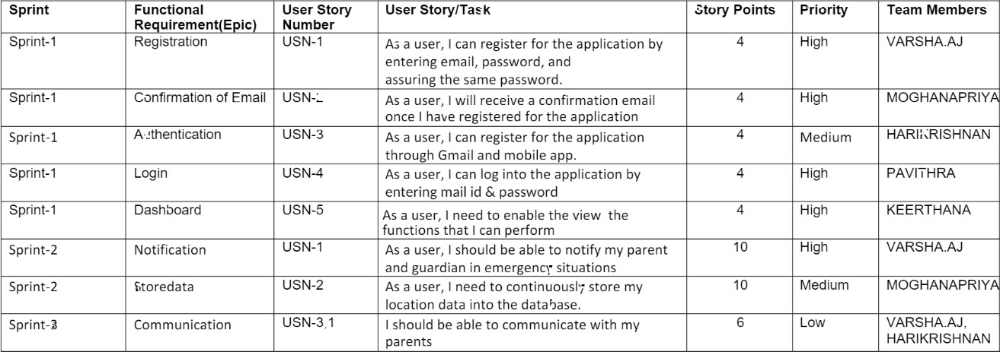 Sprint Functional Requirement(Epic) User Story Number User Story/Task Story Points Priority Team Members
Sprint-1 Registration USN-1 As a user, I can register for the application by 4 High VARSHA.AJ
entering email, password, and
assuring the same password.
Sprint-1 Confirmation of Email USN-2 As a user, I will receive a confirmation email 4 High MOGHANAPRIYA
once I have registered for the application
Sprint-1 Authentication USN-3 As a user, I can register for the application 4 Medium HARIKRISHNAN
through Gmail and mobile app.
Sprint-1 Login USN-4 As a user, I can log into the application by 4 High PAVITHRA
entering mail id & password
Sprint-1 Dashboard USN-5 As a user, I need to enable the view the 4 High KEERTHANA
functions that I can perform
Sprint-2 Notification USN-1 As a user, I should be able to notify my parent 10 High VARSHA.AJ
and guardian in emergency situations
Sprint-2 Storedata USN-2 As a user, I need to continuously store my 10 Medium MOGHANAPRIYA
location data into the database.
Sprint-3 Communication USN-3,1 I should be able to communicate with my 6 Low VARSHA.AJ,
parents HARIKRISHNAN